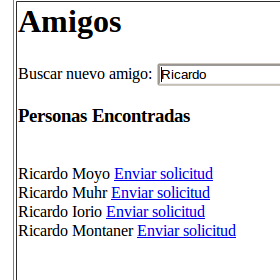 Amigos
Buscar nuevo amigo: Ricardo
Personas Encontradas
Ricardo Moyo Enviar solicitud
Ricardo Muhr Enviar solicitud
Ricardo Iorio Enviar solicitud
Ricardo Montaner Enviar solicitud